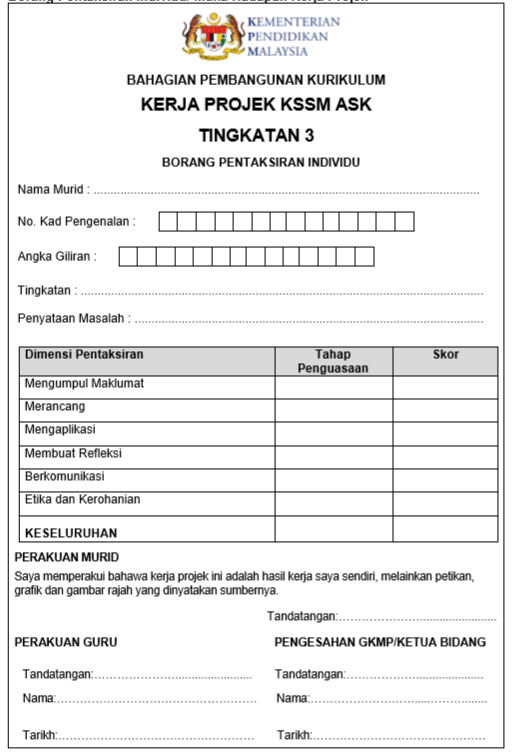 Borang Pentaksiran Individu Muka Hadapan Kerja Projek
KEMENTERIAN
PENDIDIKAN
MALAYSIA
BAHAGIAN PEMBANGUNAN KURIKULUM
KERJA PROJEK KSSM ASK
TINGKATAN 3
BORANG PENTAKSIRAN INDIVIDU
Nama Murid : ........................................................................
No. Kad Pengenalan :
Angka Giliran :
Tingkatan : ........................................................................
Penyataan Masalah : ........................................................................
Dimensi Pentaksiran Tahap Penguasaan Skor
Mengumpul Maklumat
Merancang
Mengaplikasi
Membuat Refleksi
Berkomunikasi
Etika dan Kerohanian
KESELURUHAN
PERAKUAN MURID
Saya memperakui bahawa kerja projek ini adalah hasil kerja saya sendiri, melainkan petikan,
grafik dan gambar rajah yang dinyatakan sumbernya.
Tandatangan:........................................
PERAKUAN GURU PENGESAHAN GKMP/KETUA BIDANG
Tandatangan:........................................ Tandatangan:........................................
Nama:........................................ Nama:........................................
Tarikh:........................................ Tarikh:........................................